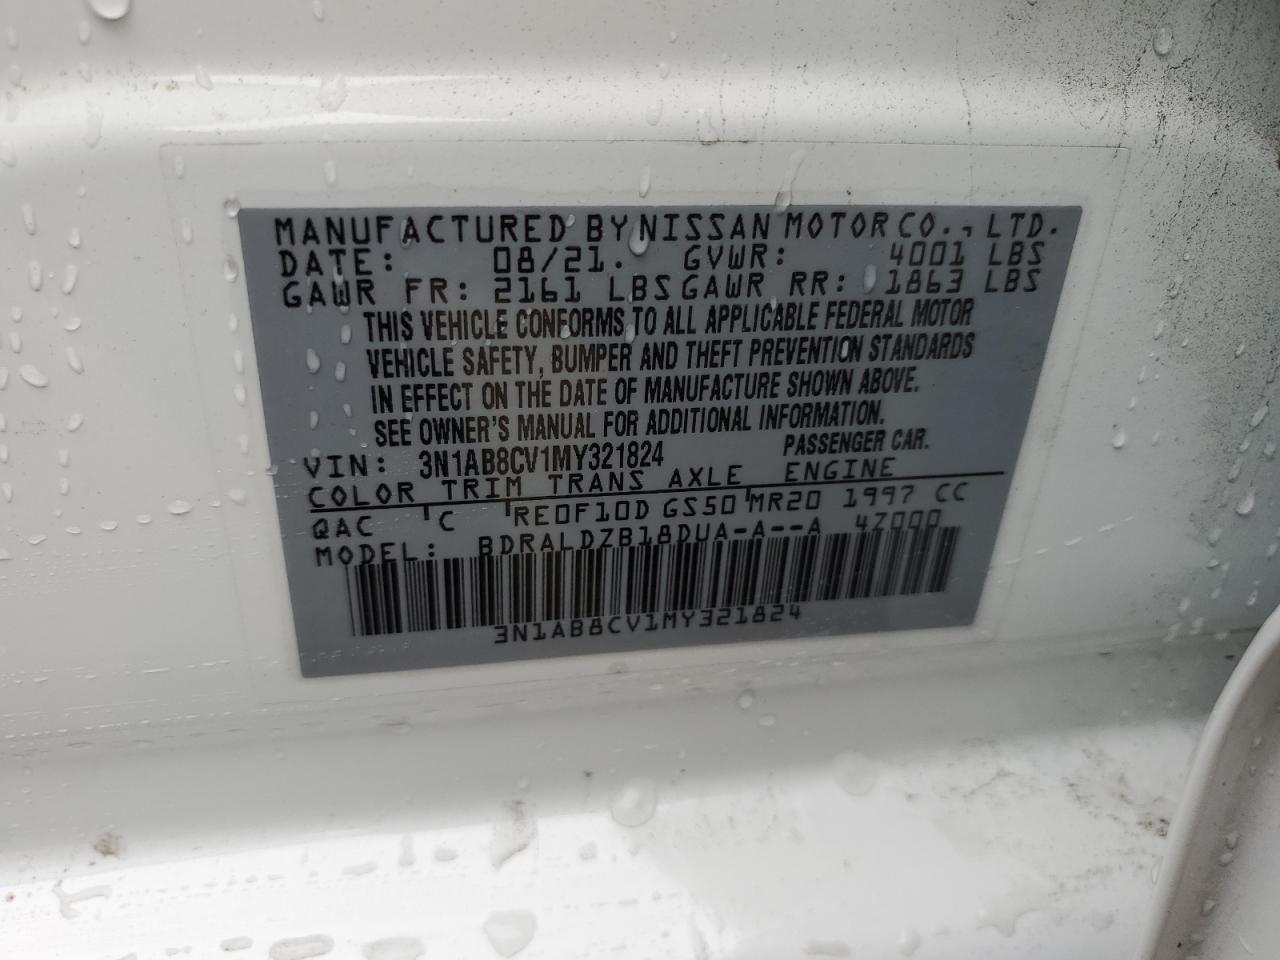 MANUFACTURED BY NISSAN MOTOR CO., LTD.
DATE: 08/21. GVWR: 4001 LBS
GAWR FR: 2161 LBS GAWR RR: 1863 LBS
THIS VEHICLE CONFORMS TO ALL APPLICABLE FEDERAL MOTOR
VEHICLE SAFETY, BUMPER AND THEFT PREVENTION STANDARDS
IN EFFECT ON THE DATE OF MANUFACTURE SHOWN ABOVE.
SEE OWNER'S MANUAL FOR ADDITIONAL INFORMATION.
VIN: 3N1AB8CV1MY321824 PASSENGER CAR.
COLOR TRIM TRANS AXLE ENGINE
QAC C RE0F10D GS50 MR20 1997 CC
MODEL: BDRALDZB18DUA-A--A 4Z000
3N1AB8CV1MY321824